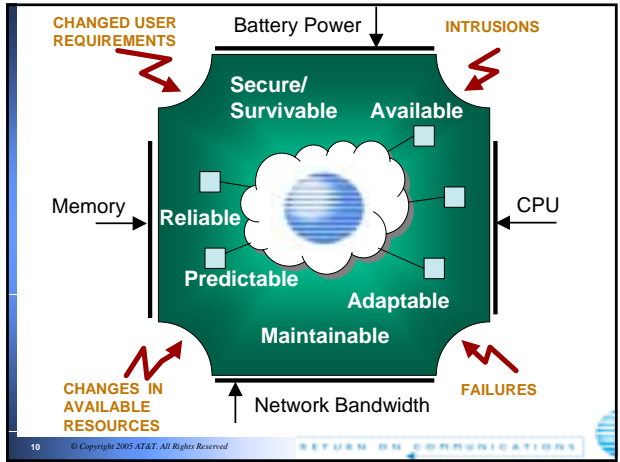 CHANGED USER
REQUIREMENTS
Battery Power
INTRUSIONS
Secure/
Survivable
Available
Memory
Reliable
CPU
Predictable
Adaptable
Maintainable
CHANGES IN
AVAILABLE
RESOURCES
Network Bandwidth
FAILURES
10
© Copyright 2005 AT&T. All Rights Reserved
RETURN ON COMMUNICATIONS